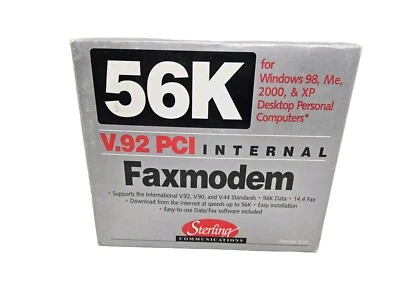 56K
for
Windows 98, Me,
2000, & XP
Desktop Personal
Computers*
V.92 PCI INTERNAL
Faxmodem
• Supports the International V.92, V.90, and V.44 Standards • 56K Data • 14.4 Fax
• Download from the Internet at speeds up to 56K • Easy installation
• Easy-to-use Data/Fax software included
Sterling
COMMUNICATIONS
Model